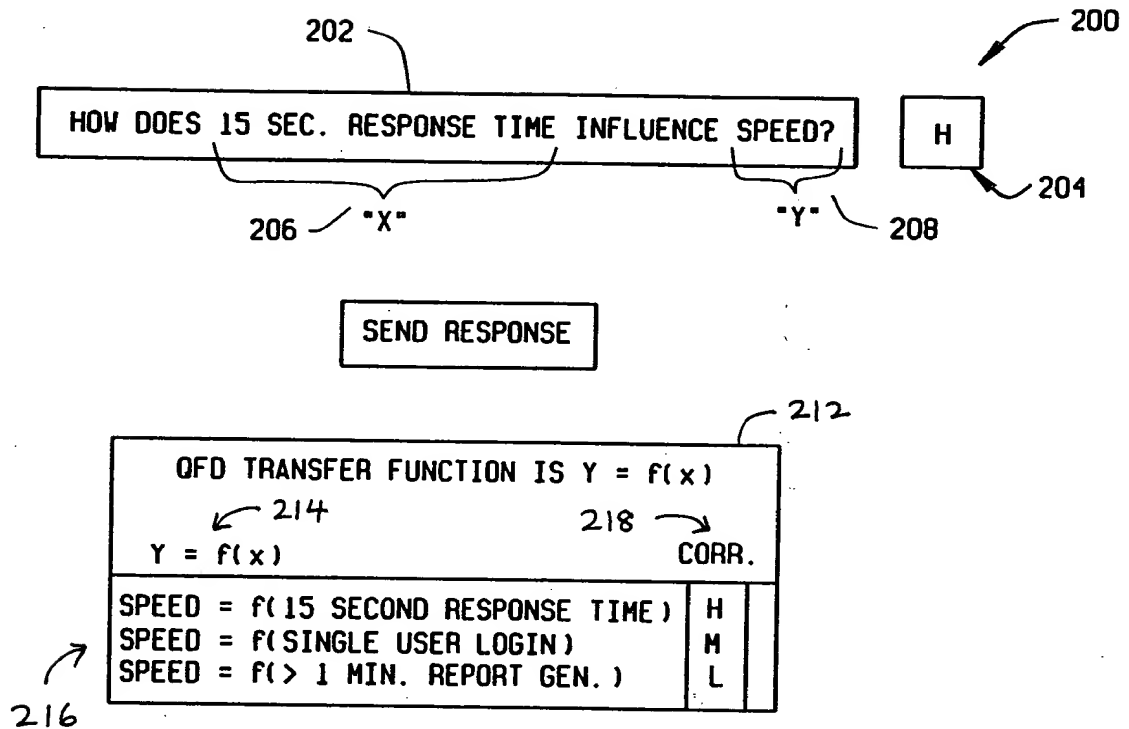 202
200
HOW DOES 15 SEC. RESPONSE TIME INFLUENCE SPEED?
H
204
206
"X"
"Y"
208
SEND RESPONSE
212
QFD TRANSFER FUNCTION IS Y = f(x)
214
218
Y = f(x) CORR.
SPEED = f(15 SECOND RESPONSE TIME) H
SPEED = f(SINGLE USER LOGIN) M
SPEED = f(> 1 MIN. REPORT GEN.) L
216